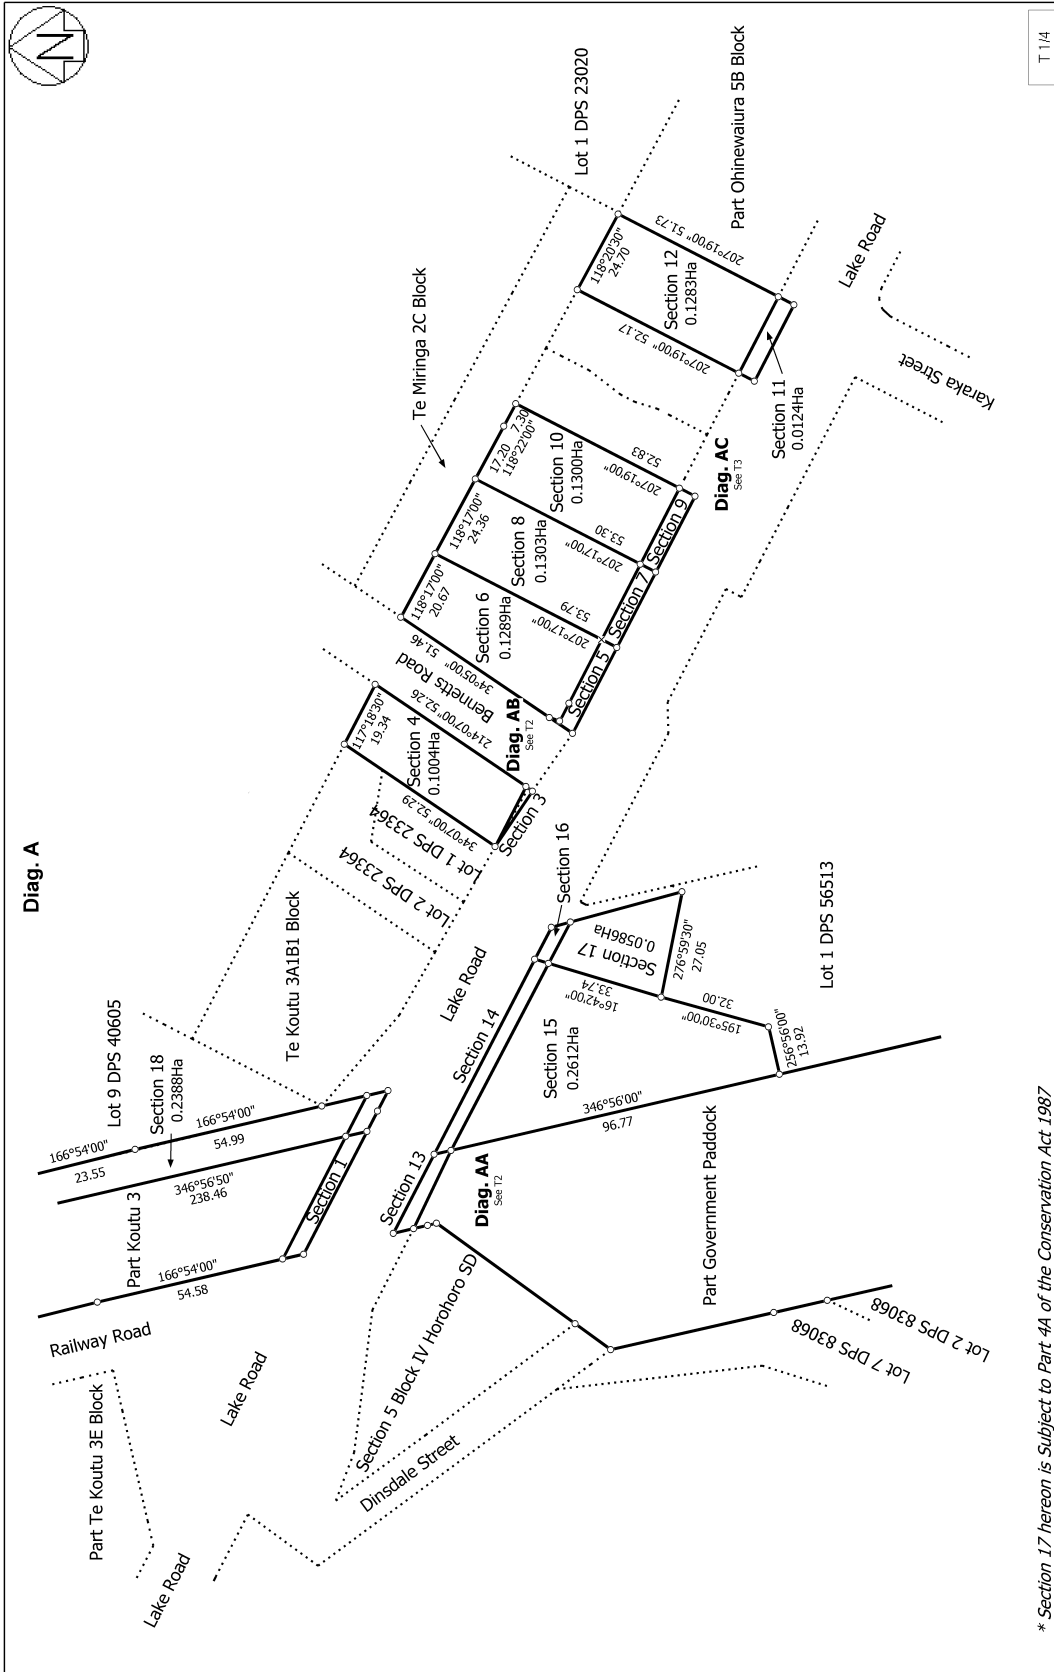 N
Diag. A
T 1/4
Lot 1 DPS 23020
Part Ohinewaiura 5B Block
Te Miringa 2C Block
Lake Road
Karaka Street
118°20'30"
24.70
207°19'00" 51.73
Section 12
0.1283Ha
207°19'00" 52.17
Section 11
0.0124Ha
17.20 7.30
118°22'00"
Section 10
0.1300Ha
52.83
207°19'00"
Section 9
Diag. AC
See T3
118°17'00"
24.36
Section 8
0.1303Ha
53.30
207°17'00"
Section 7
118°17'00"
20.67
Section 6
0.1289Ha
53.79
207°17'00"
Section 5
34°05'00" 51.46
Bennetts Road
Diag. AB
See T2
117°18'30"
19.34
214°07'00" 52.26
Section 4
0.1004Ha
34°07'00" 52.29
Section 3
Lot 1 DPS 23364
Lot 2 DPS 23364
Te Koutu 3A1B1 Block
Lake Road
Section 16
Section 17
0.0586Ha
276°59'30"
27.05
Lot 1 DPS 56513
Section 14
33.74
16°42'00"
32.00
195°30'00"
256°56'00"
13.92
Section 15
0.2612Ha
346°56'00"
96.77
Lot 9 DPS 40605
Section 18
0.2388Ha
166°54'00"
23.55
166°54'00"
54.99
346°56'50"
238.46
Part Koutu 3
Section 1
166°54'00"
54.58
Railway Road
Section 13
Diag. AA
See T2
Part Government Paddock
Lot 2 DPS 83068
Lot 7 DPS 83068
Section 5 Block IV Horohoro SD
Lake Road
Dinsdale Street
Part Te Koutu 3E Block
Lake Road
* Section 17 hereon is Subject to Part 4A of the Conservation Act 1987